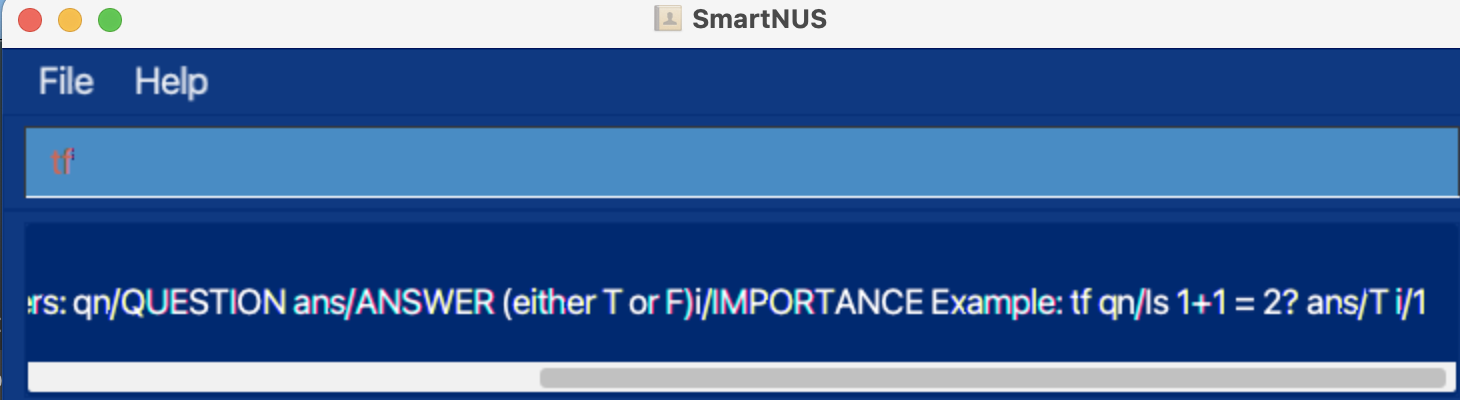 SmartNUS
File Help
tf
ers: qn/QUESTION ans/ANSWER (either T or F)i/IMPORTANCE Example: tf qn/Is 1+1 = 2? ans/T i/1